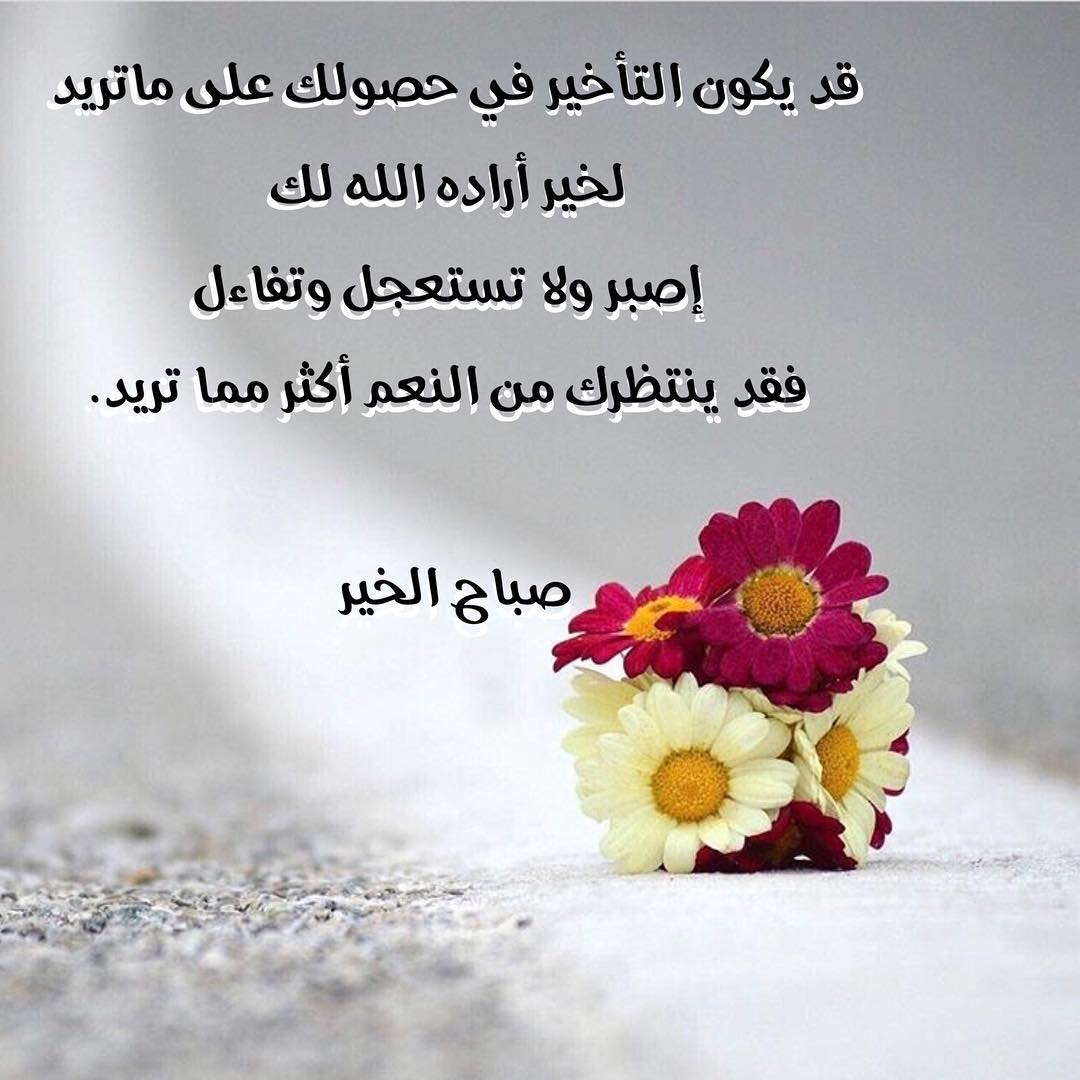 قد يكون التأخير في حصولك على ماتريد
لخير أراده الله لك
إصبر ولا تستعجل وتفاءل
فقد ينتظرك من النعم أكثر مما تريد.
صباح الخير